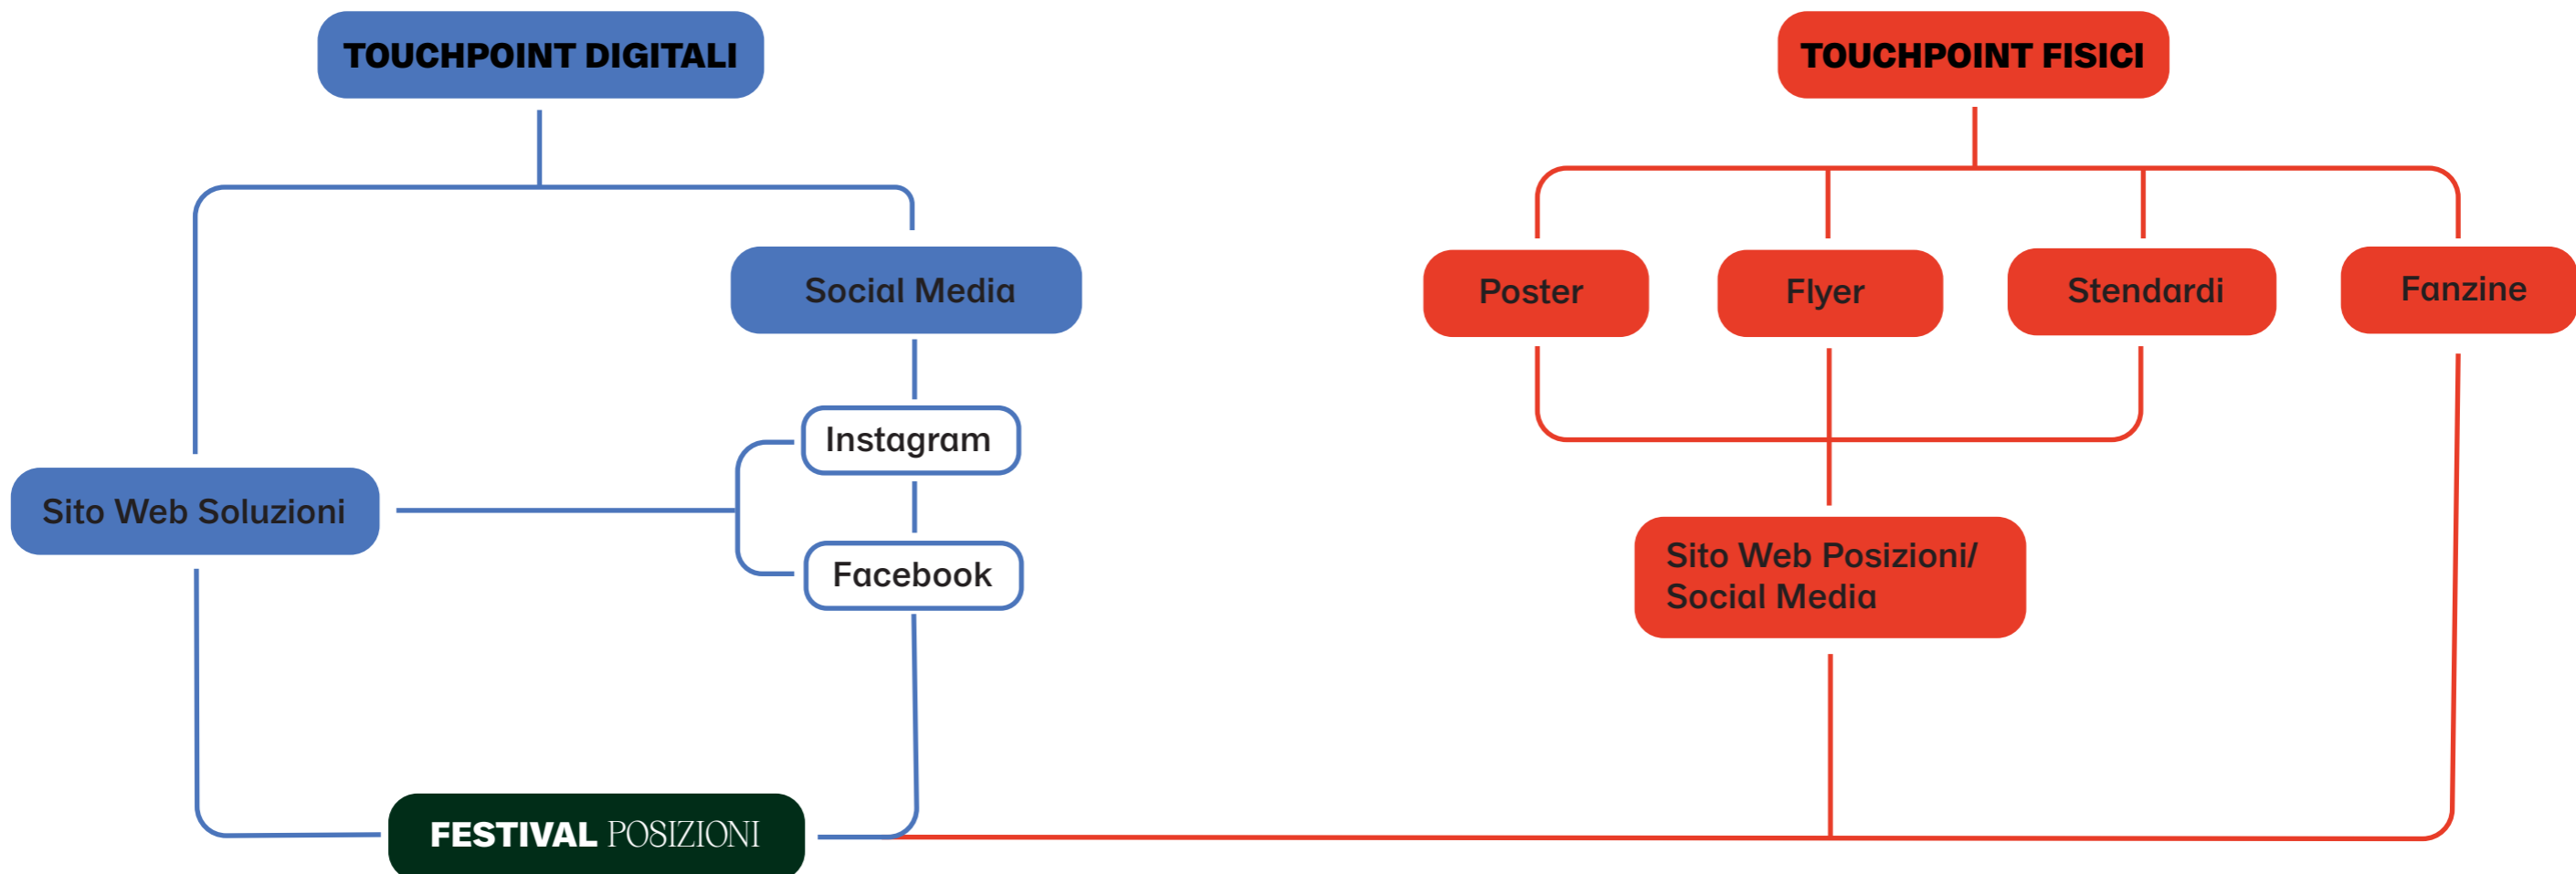 TOUCHPOINT DIGITALI
TOUCHPOINT FISICI
Social Media
Poster
Flyer
Stendardi
Fanzine
Instagram
Sito Web Soluzioni
Facebook
Sito Web Posizioni/
Social Media
FESTIVAL POSIZIONI